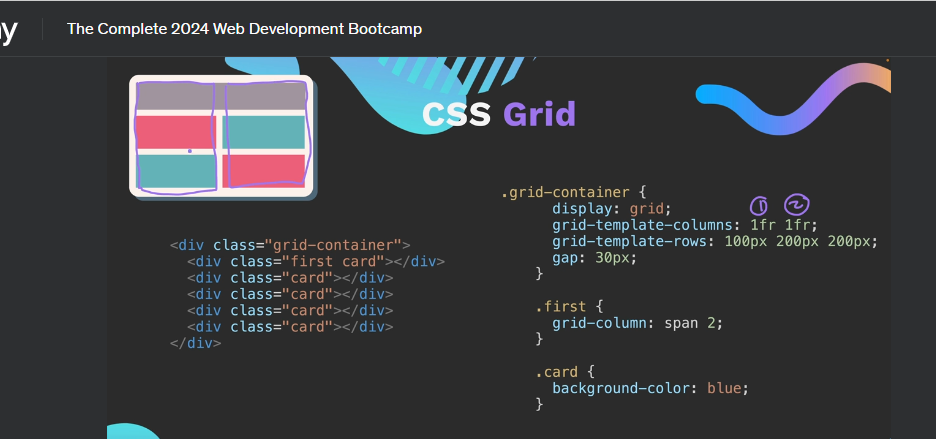 The Complete 2024 Web Development Bootcamp
CSS Grid
<div class="grid-container">
<div class="first card"></div>
<div class="card"></div>
<div class="card"></div>
<div class="card"></div>
<div class="card"></div>
</div>
.grid-container {
display: grid;
1 2
grid-template-columns: 1fr 1fr;
grid-template-rows: 100px 200px 200px;
gap: 30px;
}
.first {
grid-column: span 2;
}
.card {
background-color: blue;
}